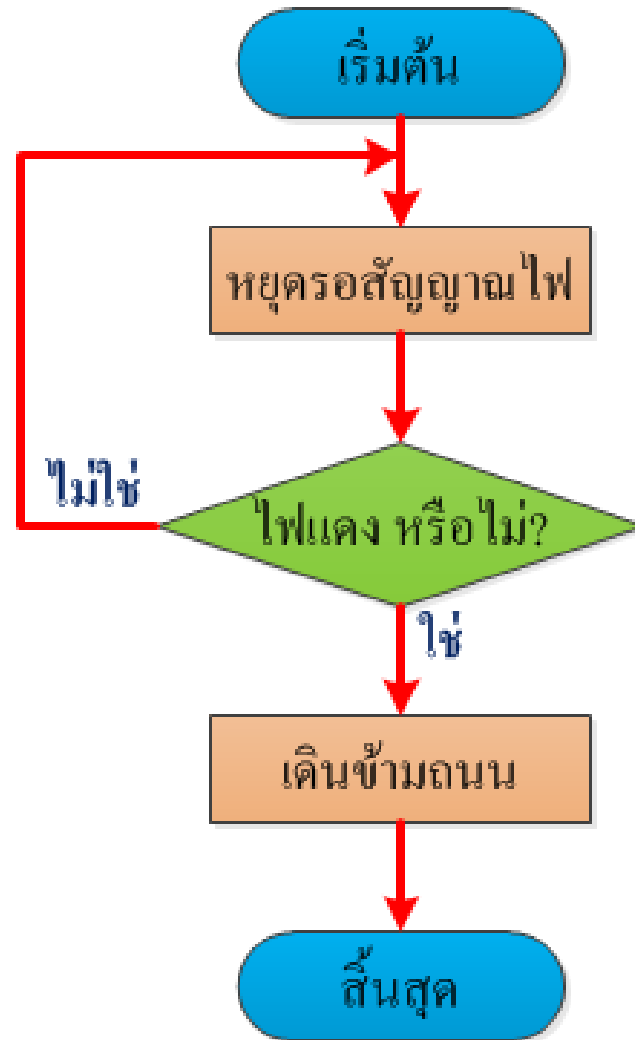 เริ่มต้น
หยุดรอสัญญาณไฟ
ไม่ใช่
ไฟแดง หรือไม่?
ใช่
เดินข้ามถนน
สิ้นสุด